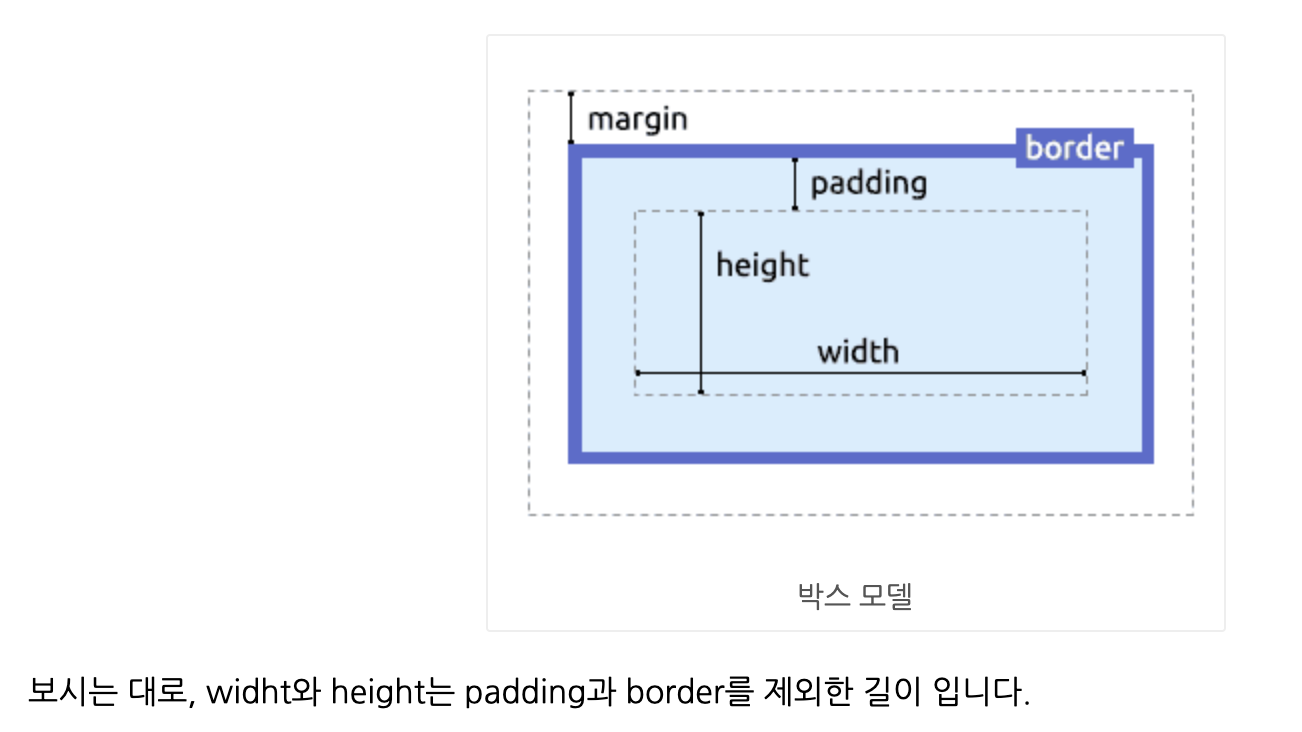 margin
border
padding
height
width
박스 모델
보시는 대로, widht와 height는 padding과 border를 제외한 길이 입니다.